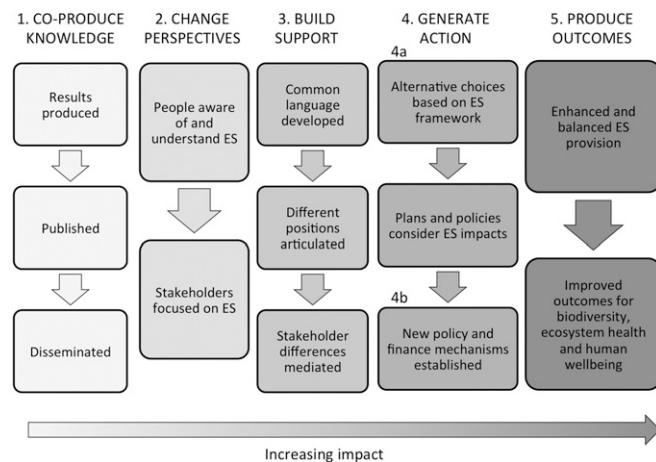 1. CO-PRODUCE
KNOWLEDGE
2. CHANGE
PERSPECTIVES
3. BUILD
SUPPORT
4. GENERATE
ACTION
5. PRODUCE
OUTCOMES
Results
produced
Published
Disseminated
People aware
of and
understand ES
Stakeholders
focused on ES
Common
language
developed
Different
positions
articulated
Stakeholder
differences
mediated
4a
Alternative choices
based on ES
framework
Plans and policies
consider ES impacts
4b
New policy and
finance mechanisms
established
Enhanced and
balanced ES
provision
Improved
outcomes for
biodiversity,
ecosystem health
and human
wellbeing
Increasing impact